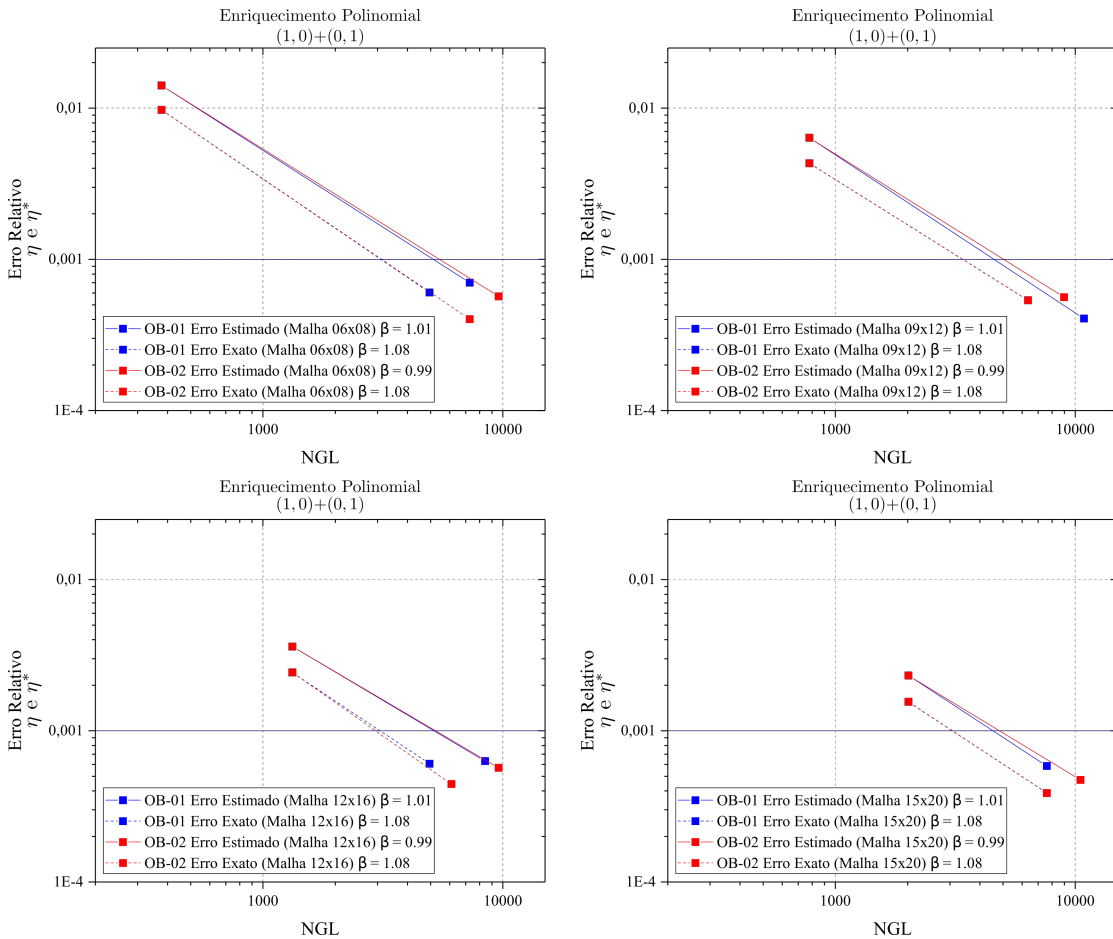 Enriquecimento Polinomial
(1,0)+(0,1)
0,01
0,001
1E-4
Erro Relativo
η e η*
OB-01 Erro Estimado (Malha 06x08) β = 1.01
OB-01 Erro Exato (Malha 06x08) β = 1.08
OB-02 Erro Estimado (Malha 06x08) β = 0.99
OB-02 Erro Exato (Malha 06x08) β = 1.08
1000
10000
NGL
Enriquecimento Polinomial
(1,0)+(0,1)
0,01
0,001
1E-4
Erro Relativo
η e η*
OB-01 Erro Estimado (Malha 09x12) β = 1.01
OB-01 Erro Exato (Malha 09x12) β = 1.08
OB-02 Erro Estimado (Malha 09x12) β = 0.99
OB-02 Erro Exato (Malha 09x12) β = 1.08
1000
10000
NGL
Enriquecimento Polinomial
(1,0)+(0,1)
0,01
0,001
1E-4
Erro Relativo
η e η*
OB-01 Erro Estimado (Malha 12x16) β = 1.01
OB-01 Erro Exato (Malha 12x16) β = 1.08
OB-02 Erro Estimado (Malha 12x16) β = 0.99
OB-02 Erro Exato (Malha 12x16) β = 1.08
1000
10000
NGL
Enriquecimento Polinomial
(1,0)+(0,1)
0,01
0,001
1E-4
Erro Relativo
η e η*
OB-01 Erro Estimado (Malha 15x20) β = 1.01
OB-01 Erro Exato (Malha 15x20) β = 1.08
OB-02 Erro Estimado (Malha 15x20) β = 0.99
OB-02 Erro Exato (Malha 15x20) β = 1.08
1000
10000
NGL